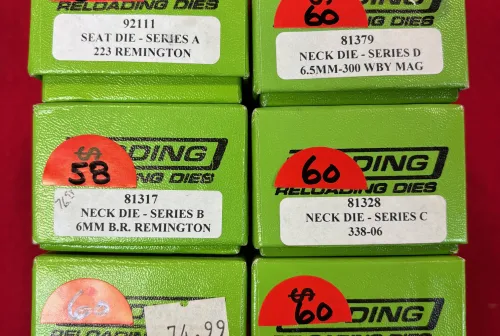 RELOADING DIES
92111
SEAT DIE - SERIES A
223 REMINGTON
60
81379
NECK DIE - SERIES D
6.5MM-300 WBY MAG
$
58
DING
RELOADING DIES
81317
NECK DIE - SERIES B
6MM B.R. REMINGTON
60
DING
RELOADING DIES
81328
NECK DIE - SERIES C
338-06
60
DING
74.99
$
60
DING
RELOADING DIES